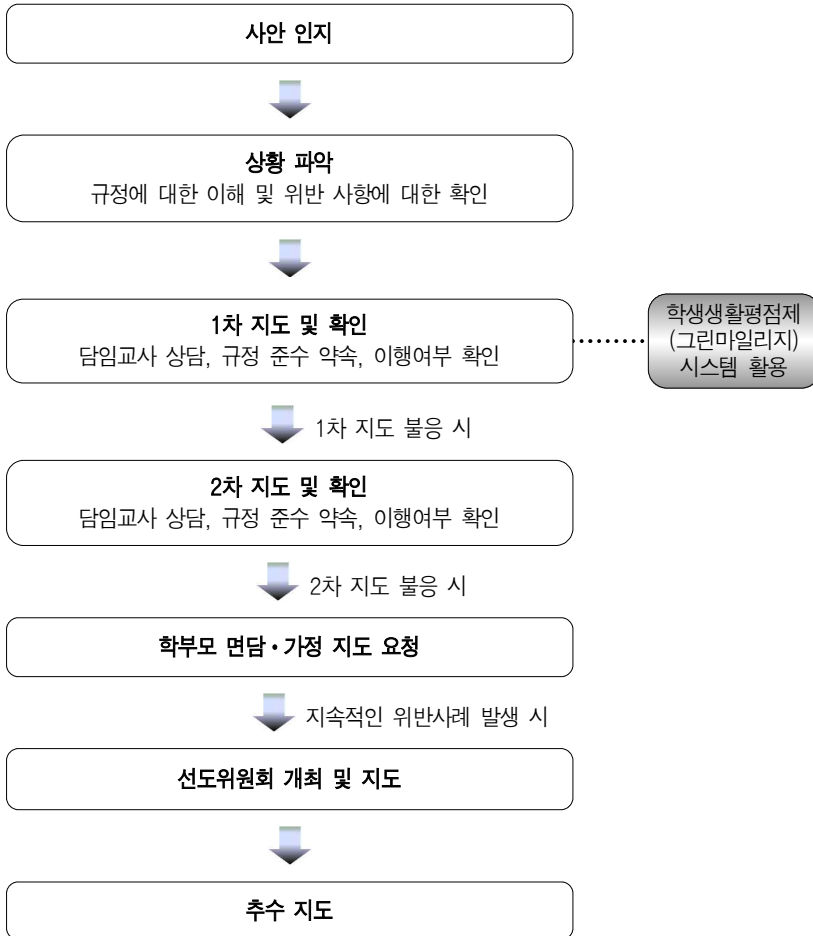 사안 인지
상황 파악
규정에 대한 이해 및 위반 사항에 대한 확인
1차 지도 및 확인
담임교사 상담, 규정 준수 약속, 이행여부 확인
학생생활평점제
(그린마일리지)
시스템 활용
1차 지도 불응 시
2차 지도 및 확인
담임교사 상담, 규정 준수 약속, 이행여부 확인
2차 지도 불응 시
학부모 면담·가정 지도 요청
지속적인 위반사례 발생 시
선도위원회 개최 및 지도
추수 지도